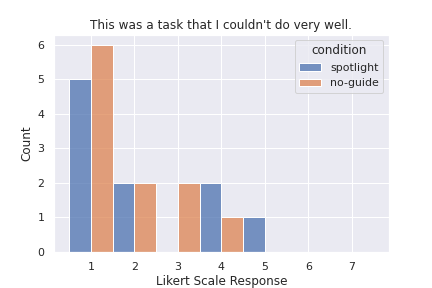 This was a task that I couldn't do very well.
condition
spotlight
no-guide
Count
6
5
4
3
2
1
0
1 2 3 4 5 6 7
Likert Scale Response